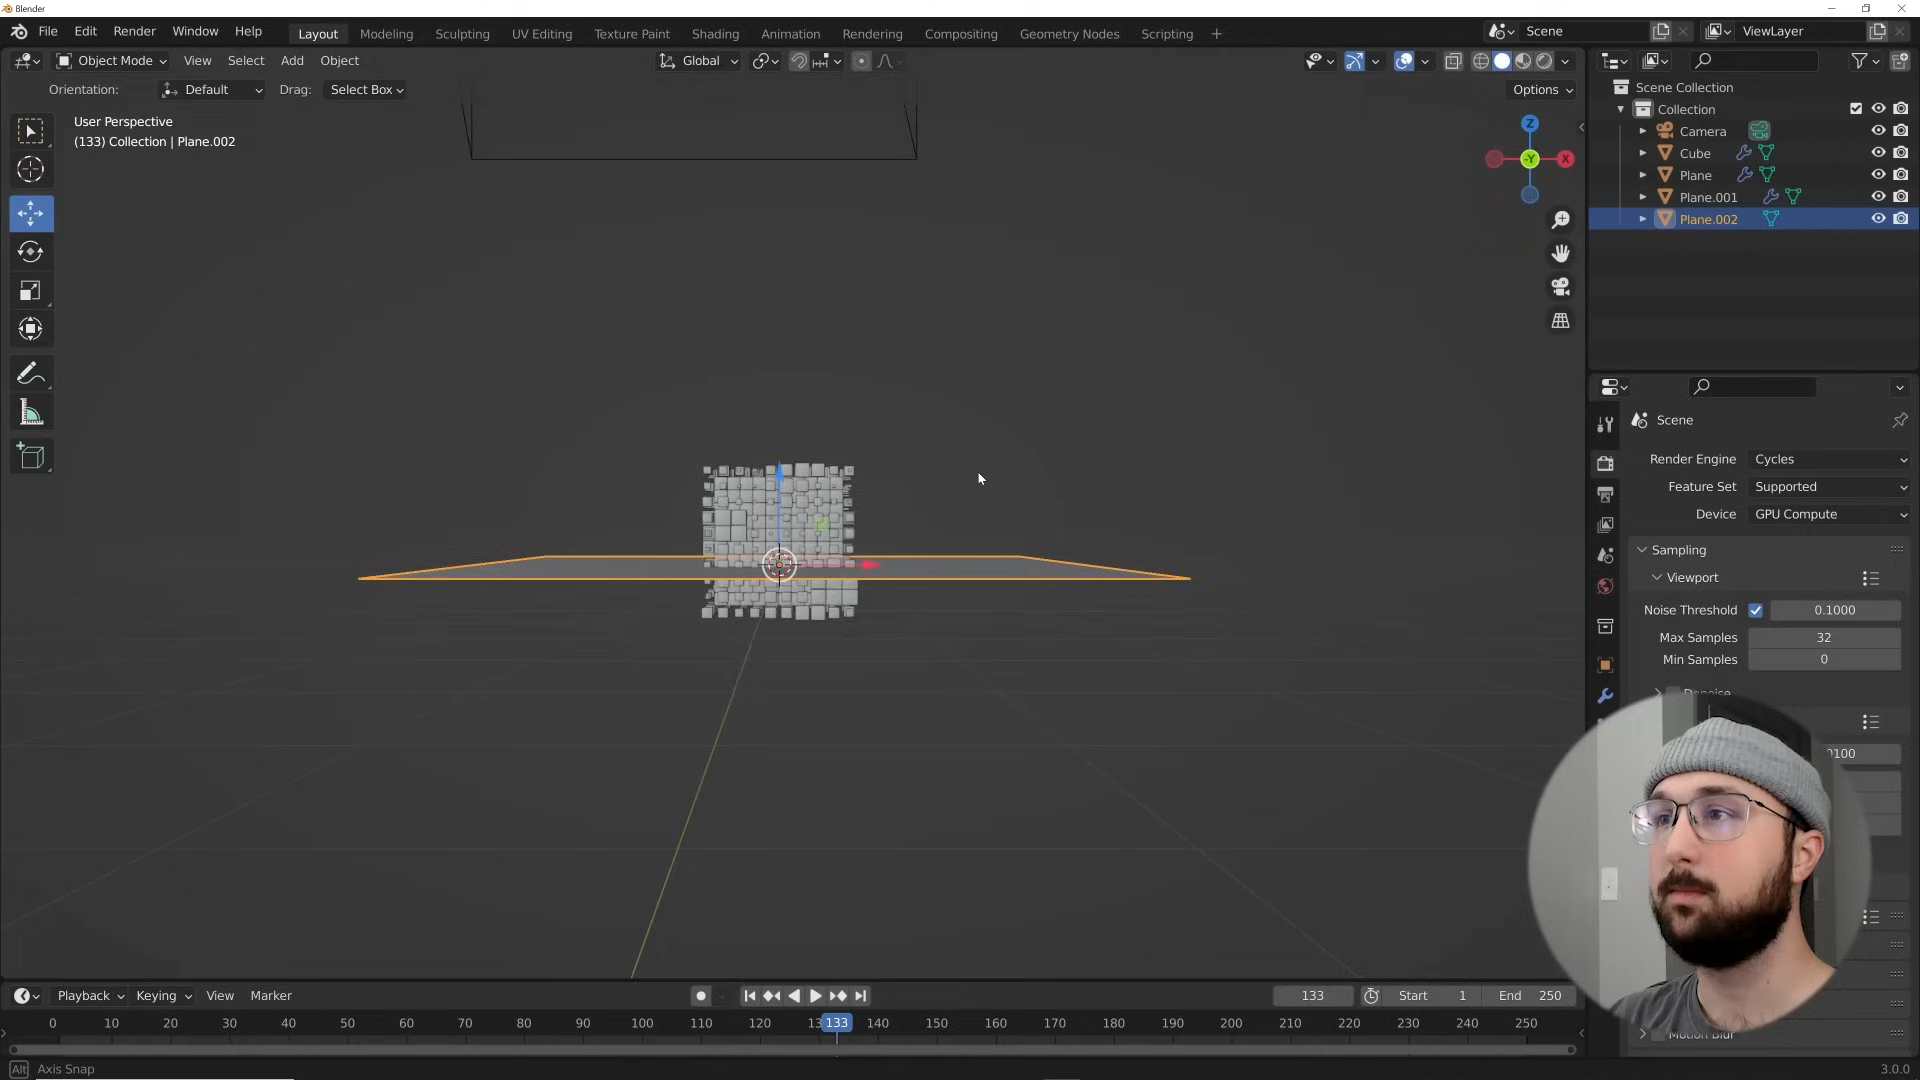 Blender
File Edit Render Window Help
Layout Modeling Sculpting UV Editing Texture Paint Shading Animation Rendering Compositing Geometry Nodes Scripting +
Scene
ViewLayer
Object Mode View Select Add Object
Global
Orientation: Default Drag: Select Box
Options
User Perspective
(133) Collection | Plane.002
Z
-Y
X
Scene Collection
Collection
Camera
Cube
Plane
Plane.001
Plane.002
Scene
Render Engine Cycles
Feature Set Supported
Device GPU Compute
Sampling
Viewport
Noise Threshold 0.1000
Max Samples 32
Min Samples 0
Denoise
0100
Motion Blur
Playback Keying View Marker
133 Start 1 End 250
0 10 20 30 40 50 60 70 80 90 100 110 120 13 133 140 150 160 170 180 190 200 210 220 230 240 250
Alt Axis Snap
3.0.0